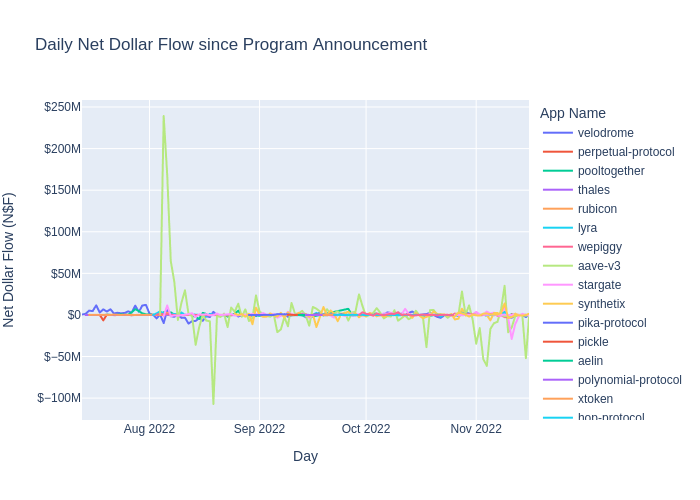 Daily Net Dollar Flow since Program Announcement
$250M
$200M
$150M
$100M
$50M
$0
$−50M
$−100M
Net Dollar Flow (N$F)
Aug 2022
Sep 2022
Oct 2022
Nov 2022
Day
App Name
velodrome
perpetual-protocol
pooltogether
thales
rubicon
lyra
wepiggy
aave-v3
stargate
synthetix
pika-protocol
pickle
aelin
polynomial-protocol
xtoken
hop-protocol